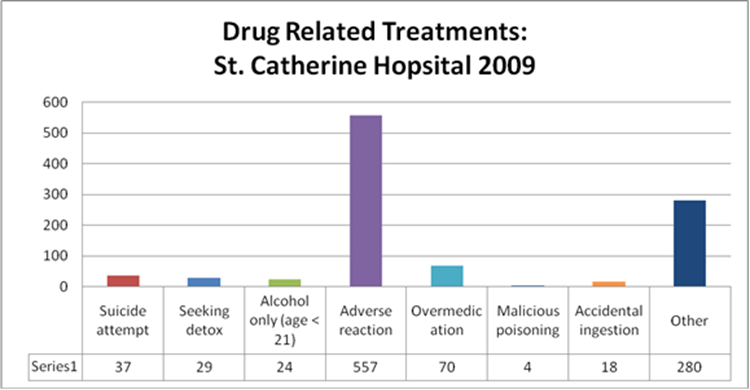 Drug Related Treatments:
St. Catherine Hopsital 2009
600
500
400
300
200
100
0
Suicide attempt
Seeking detox
Alcohol only (age < 21)
Adverse reaction
Overmedic ation
Malicious poisoning
Accidental ingestion
Other
Series1 37 29 24 557 70 4 18 280